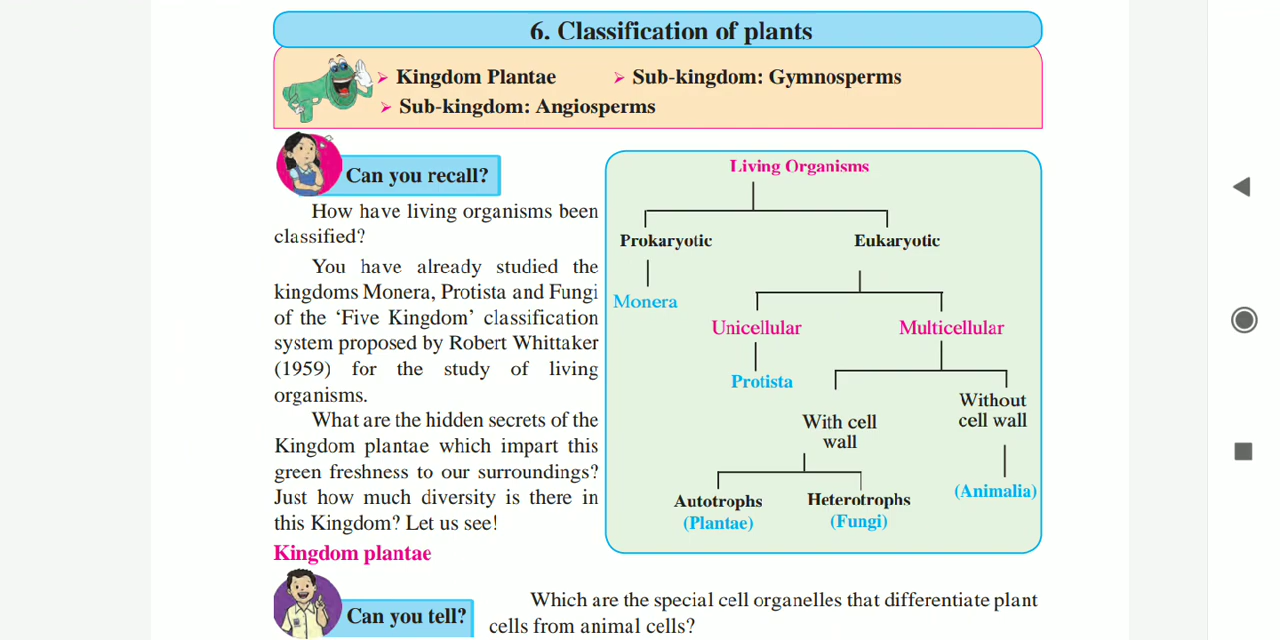 6. Classification of plants
➢ Kingdom Plantae ➢ Sub-kingdom: Gymnosperms
➢ Sub-kingdom: Angiosperms
Can you recall?
How have living organisms been
classified?
You have already studied the
kingdoms Monera, Protista and Fungi
of the ‘Five Kingdom’ classification
system proposed by Robert Whittaker
(1959) for the study of living
organisms.
What are the hidden secrets of the
Kingdom plantae which impart this
green freshness to our surroundings?
Just how much diversity is there in
this Kingdom? Let us see!
Living Organisms
Prokaryotic Eukaryotic
Monera
Unicellular Multicellular
Protista
With cell
wall
Without
cell wall
Autotrophs
(Plantae)
Heterotrophs
(Fungi)
(Animalia)
Kingdom plantae
Can you tell?
Which are the special cell organelles that differentiate plant
cells from animal cells?